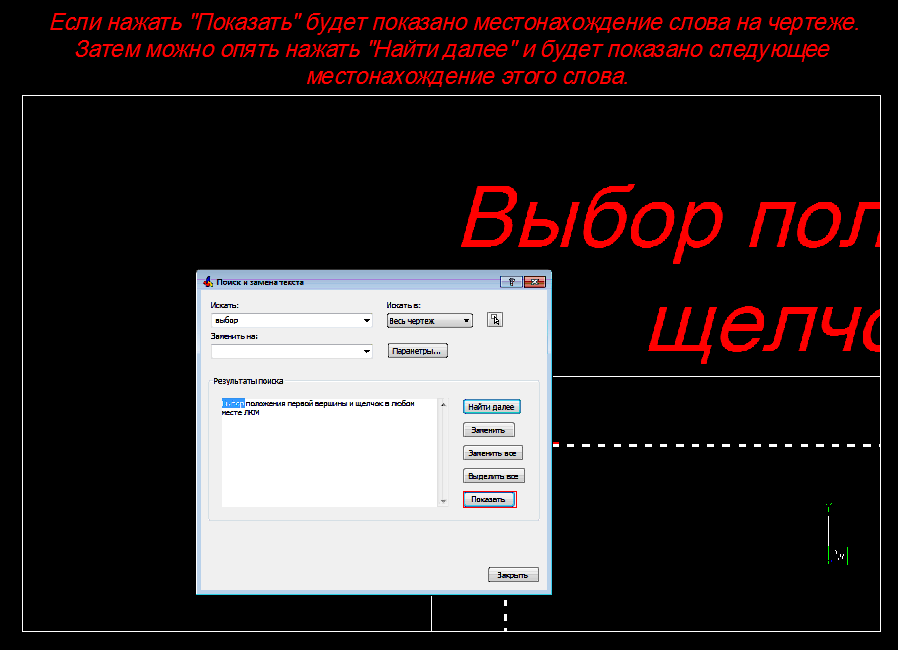 Если нажать "Показать" будет показано местонахождение слова на чертеже.
Затем можно опять нажать "Найти далее" и будет показано следующее
местонахождение этого слова.
Выбор пол
щелчо
Поиск и замена текста
Искать:
Искать в:
выбор
Весь чертеж
Заменить на:
Параметры...
Результаты поиска
Выбор положения первой вершины и щелчок в любом
месте ЛКМ
Найти далее
Заменить
Заменить все
Выделить все
Показать
Закрыть